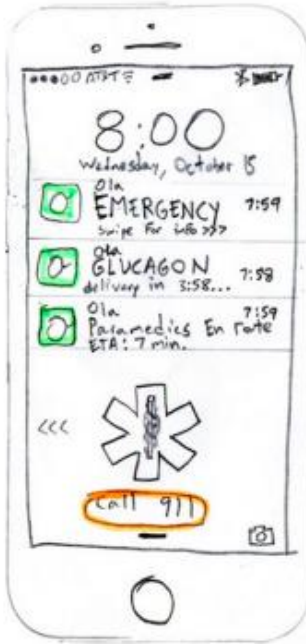 AT&T
8:00
Wednesday, October 15
Ola
EMERGENCY 7:59
Swipe for info >>>
Ola
GLUCAGON 7:58
delivery in 3:58...
Ola 7:59
Paramedics En route
ETA: 7 min.
<<<
Call 911